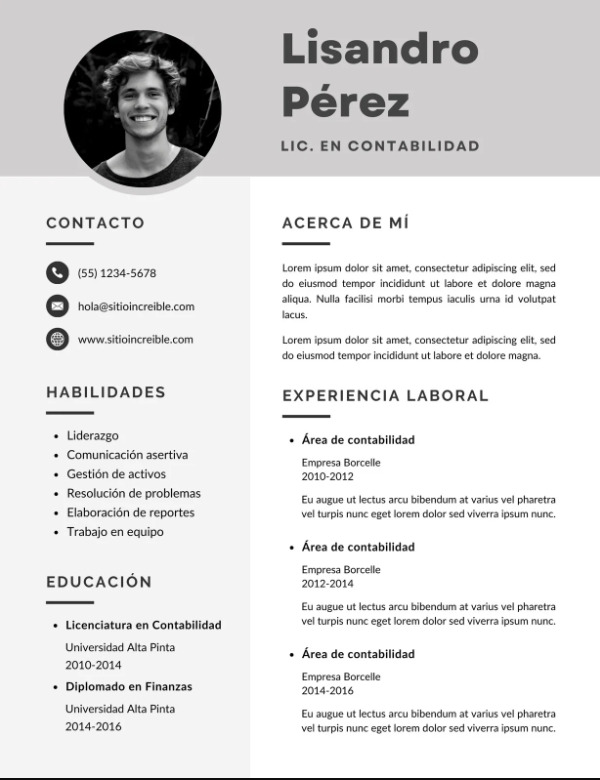 Lisandro
Pérez
LIC. EN CONTABILIDAD
CONTACTO
(55) 1234-5678
hola@sitioincreible.com
www.sitioincreible.com
HABILIDADES
• Liderazgo
• Comunicación asertiva
• Gestión de activos
• Resolución de problemas
• Elaboración de reportes
• Trabajo en equipo
EDUCACIÓN
• Licenciatura en Contabilidad
Universidad Alta Pinta
2010-2014
• Diplomado en Finanzas
Universidad Alta Pinta
2014-2016
ACERCA DE MÍ
Lorem ipsum dolor sit amet, consectetur adipiscing elit, sed
do eiusmod tempor incididunt ut labore et dolore magna
aliqua. Nulla facilisi morbi tempus iaculis urna id volutpat
lacus.
Lorem ipsum dolor sit amet, consectetur adipiscing elit, sed
do eiusmod tempor incididunt ut labore et dolore magna.
EXPERIENCIA LABORAL
• Área de contabilidad
Empresa Borcelle
2010-2012
Eu augue ut lectus arcu bibendum at varius vel pharetra
vel turpis nunc eget lorem dolor sed viverra ipsum nunc.
• Área de contabilidad
Empresa Borcelle
2012-2014
Eu augue ut lectus arcu bibendum at varius vel pharetra
vel turpis nunc eget lorem dolor sed viverra ipsum nunc.
• Área de contabilidad
Empresa Borcelle
2014-2016
Eu augue ut lectus arcu bibendum at varius vel pharetra
vel turpis nunc eget lorem dolor sed viverra ipsum nunc.